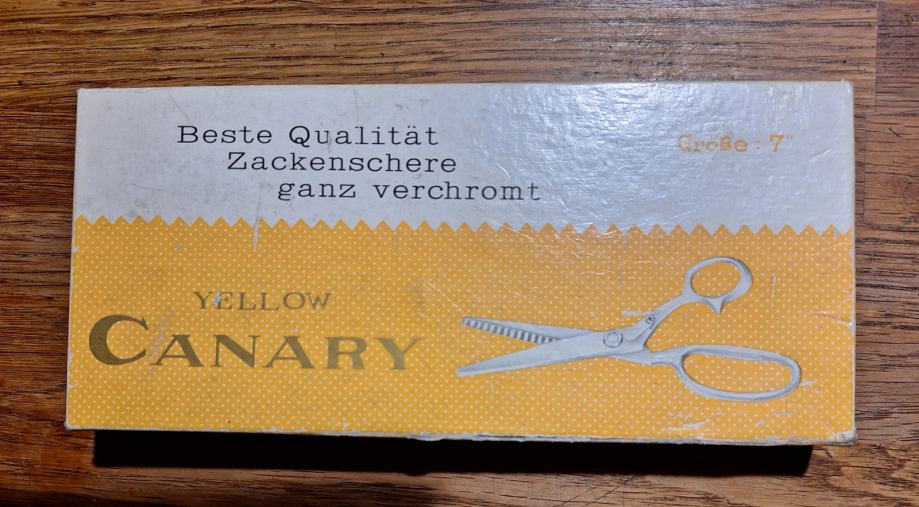 Beste Qualität
Zackenschere
ganz verchromt
Größe: 7"
YELLOW
CANARY